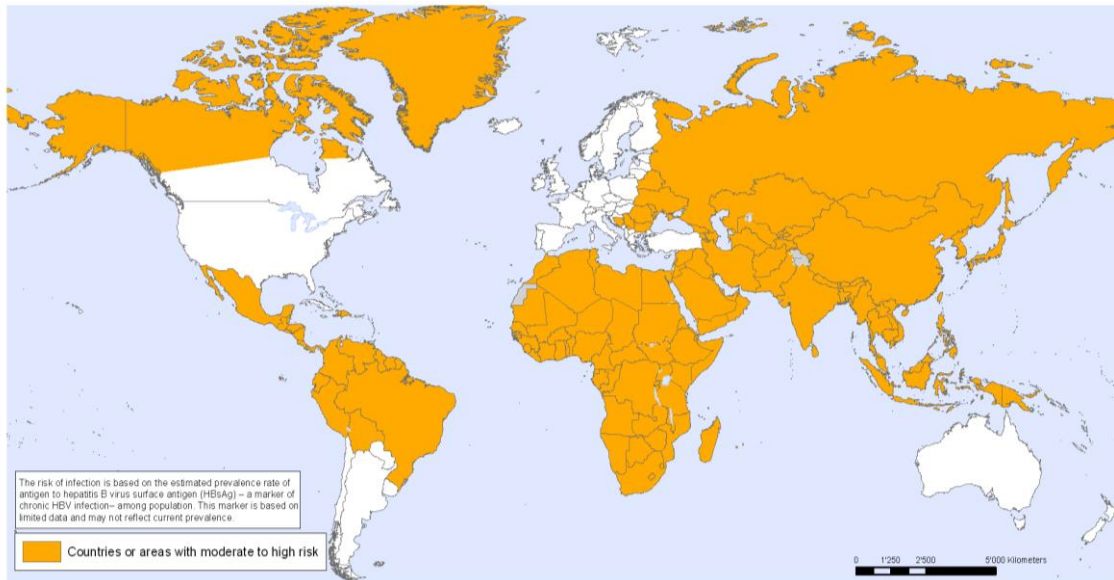 The risk of infection is based on the estimated prevalence rate of
antigen to hepatitis B virus surface antigen (HBsAg) – a marker of
chronic HBV infection– among population. This marker is based on
limited data and may not reflect current prevalence.
Countries or areas with moderate to high risk
0 1'250 2'500 5'000 Kilometers